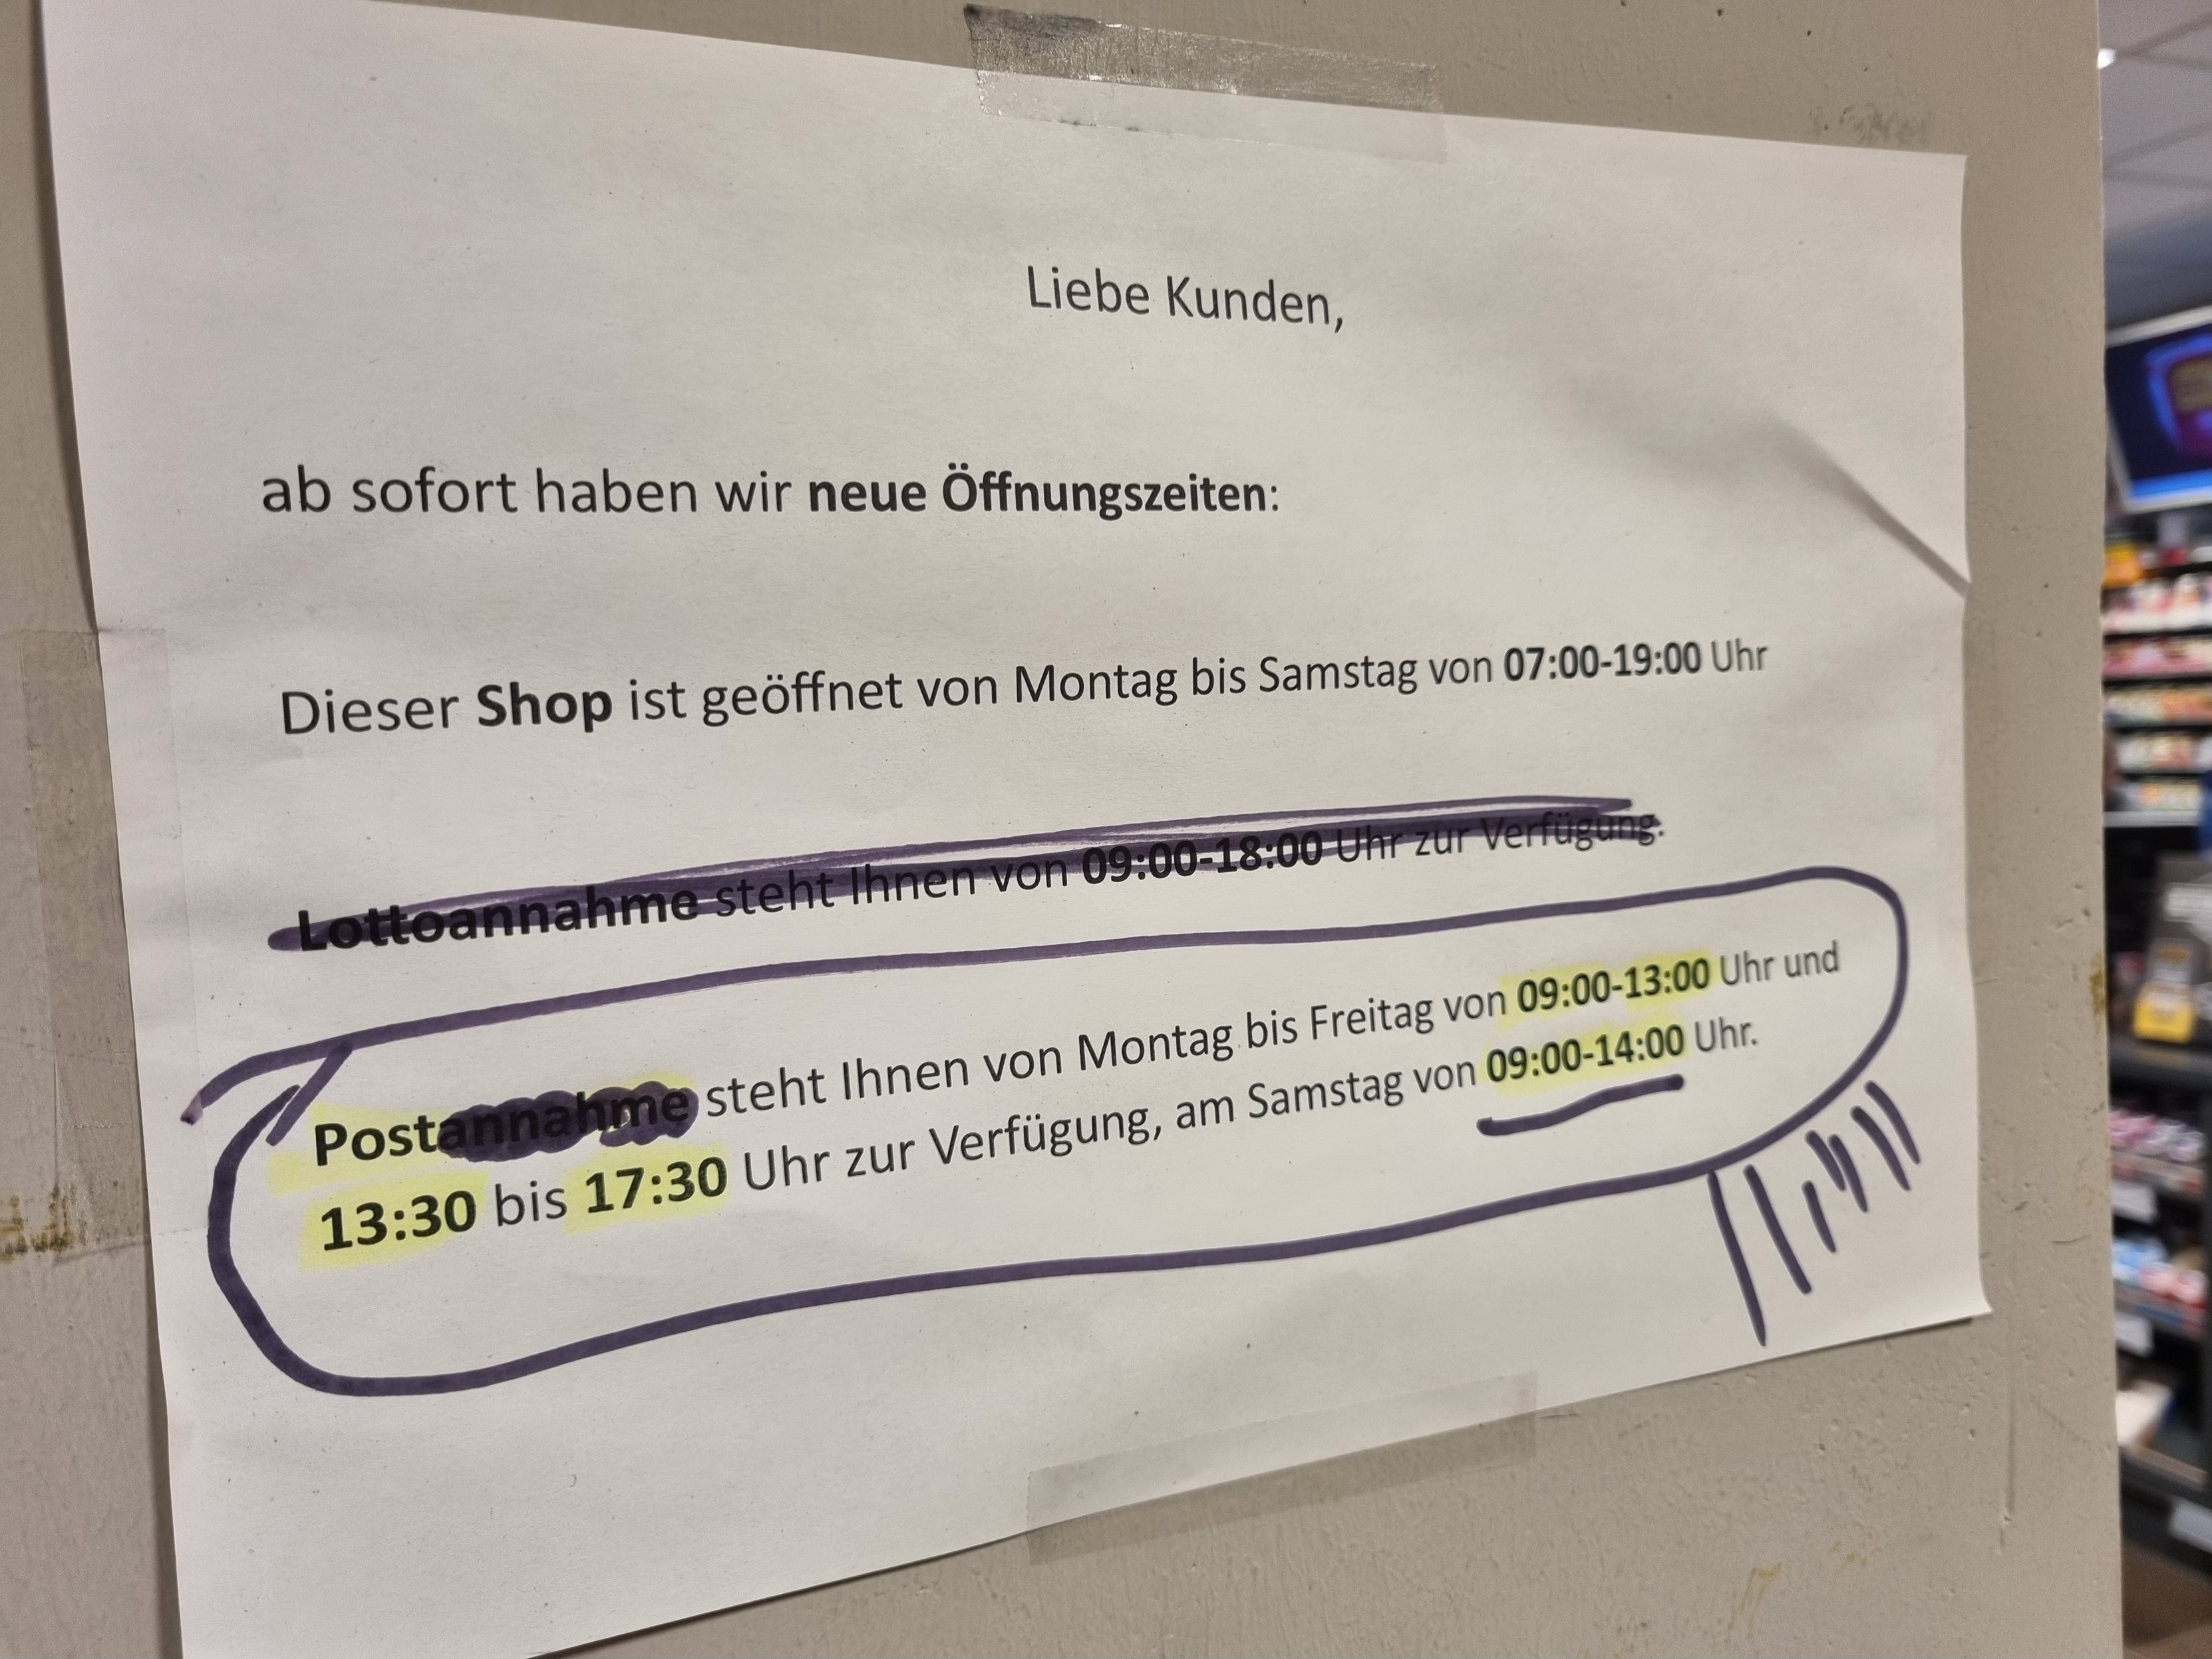 Liebe Kunden,
ab sofort haben wir neue Öffnungszeiten:
Dieser Shop ist geöffnet von Montag bis Samstag von 07:00-19:00 Uhr
Lottoannahme steht Ihnen von 09:00-18:00 Uhr zur Verfügung.
Postannahme steht Ihnen von Montag bis Freitag von 09:00-13:00 Uhr und
13:30 bis 17:30 Uhr zur Verfügung, am Samstag von 09:00-14:00 Uhr.